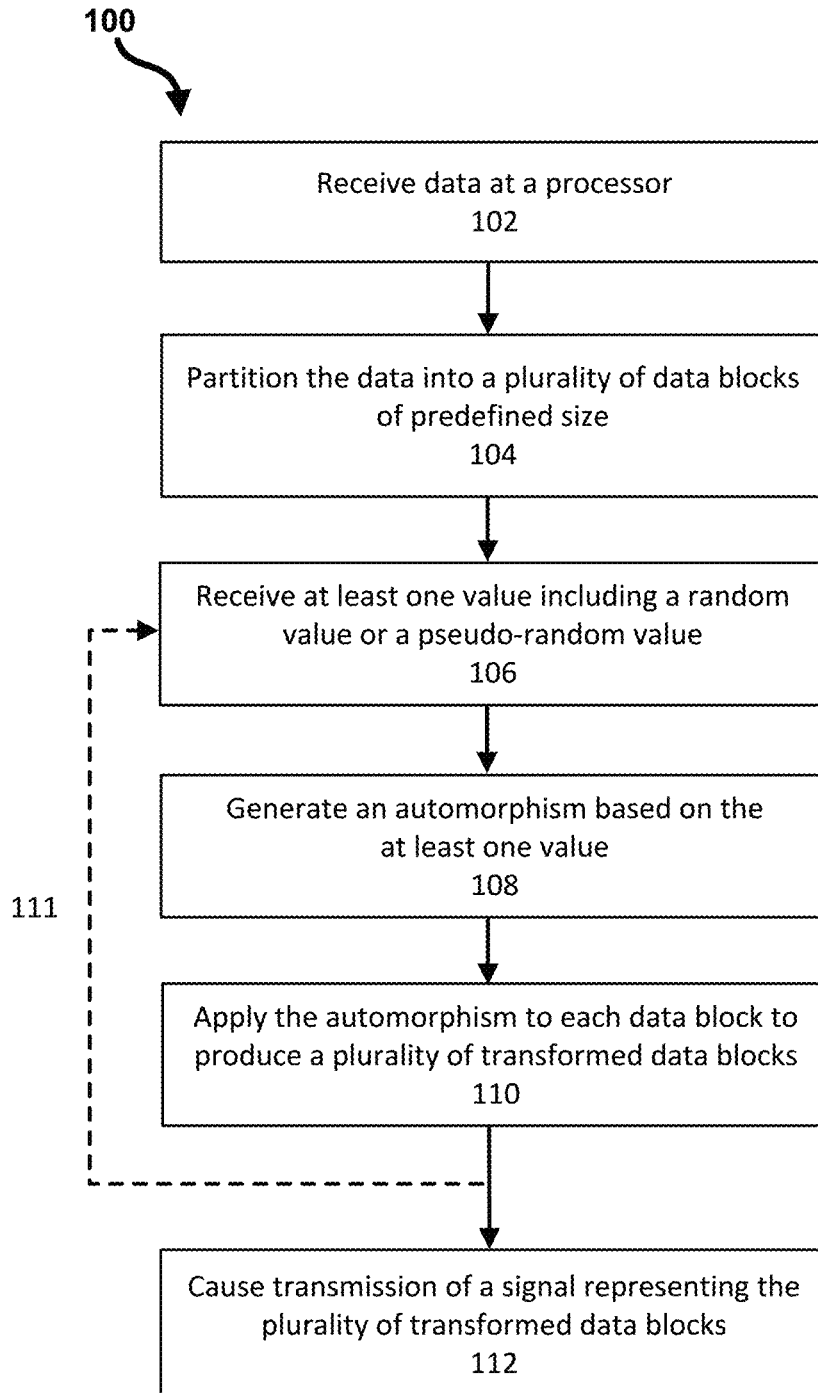 100
Receive data at a processor
102
Partition the data into a plurality of data blocks
of predefined size
104
Receive at least one value including a random
value or a pseudo-random value
106
Generate an automorphism based on the
at least one value
108
111
Apply the automorphism to each data block to
produce a plurality of transformed data blocks
110
Cause transmission of a signal representing the
plurality of transformed data blocks
112